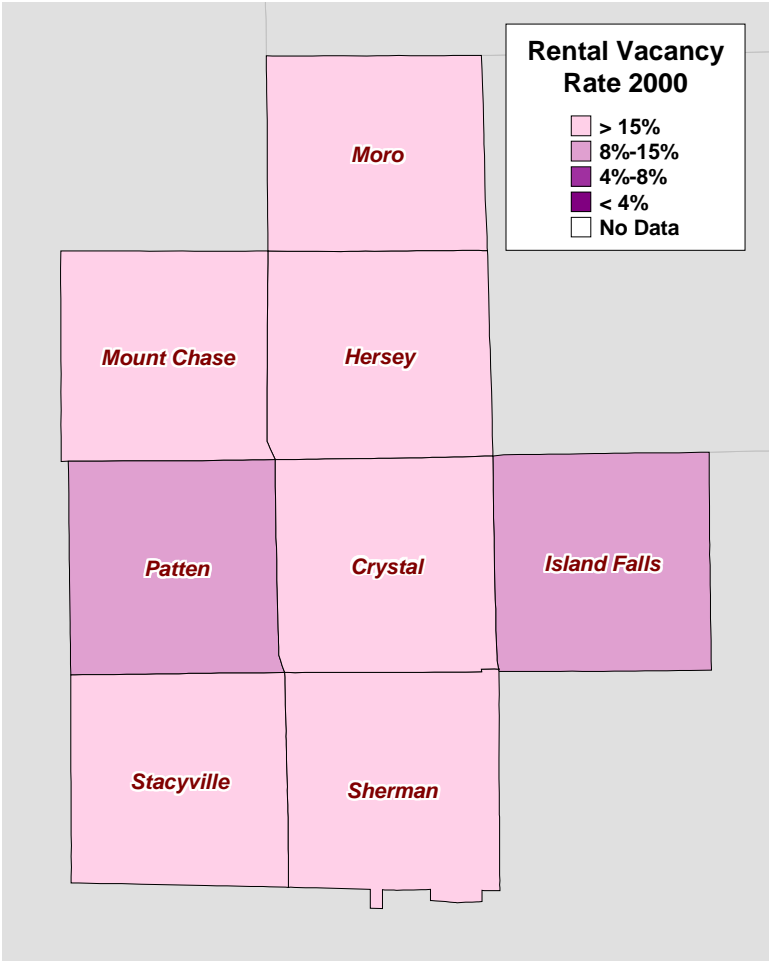 Rental Vacancy
Rate 2000
> 15%
8%-15%
4%-8%
< 4%
No Data
Moro
Mount Chase
Hersey
Patten
Crystal
Island Falls
Stacyville
Sherman